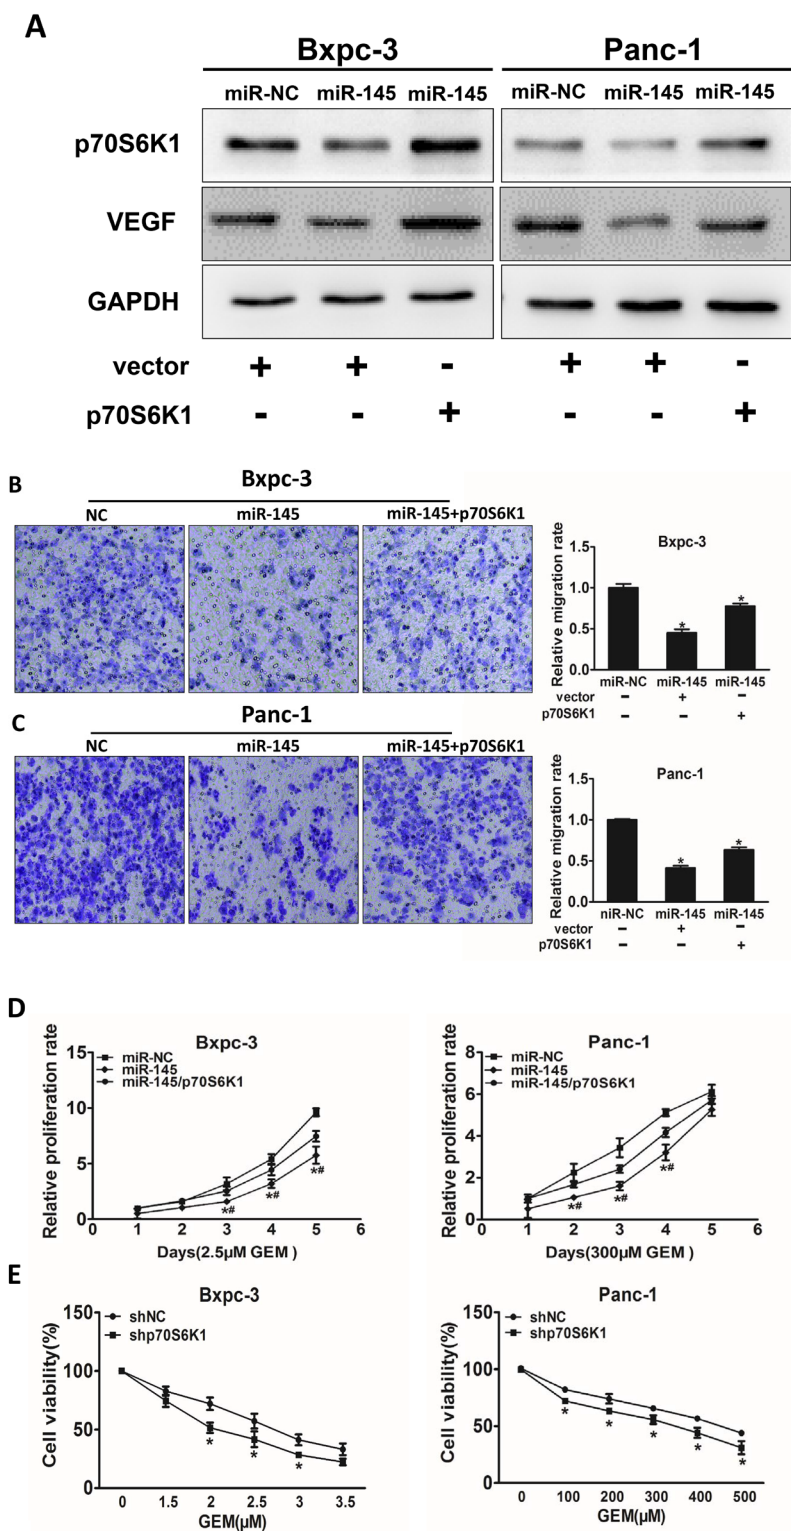 A
Bxpc-3 Panc-1
miR-NC miR-145 miR-145 miR-NC miR-145 miR-145
p70S6K1
VEGF
GAPDH
vector + + - + + -
p70S6K1 - - + - - +
B
Bxpc-3
NC miR-145 miR-145+p70S6K1
Relative migration rate
Bxpc-3
1.5
1.0
0.5
0.0
* *
miR-NC miR-145 miR-145
vector − + −
p70S6K1 − − +
C
Panc-1
NC miR-145 miR-145+p70S6K1
Relative migration rate
Panc-1
1.5
1.0
0.5
0.0
* *
niR-NC miR-145 miR-145
vector − + −
p70S6K1 − − +
D
Bxpc-3
Relative proliferation rate
miR-NC
miR-145
miR-145/p70S6K1
15
10
5
0
*# *# *#
0 1 2 3 4 5 6
Days(2.5μM GEM )
Panc-1
Relative proliferation rate
miR-NC
miR-145
miR-145/p70S6K1
8
6
4
2
0
*# *# *#
0 1 2 3 4 5 6
Days(300μM GEM )
E
Bxpc-3
Cell viability(%)
shNC
shp70S6K1
150
100
50
0
* * *
0 1.5 2 2.5 3 3.5
GEM(μM)
Panc-1
Cell viability(%)
shNC
shp70S6K1
150
100
50
0
* * * * *
0 100 200 300 400 500
GEM(μM)